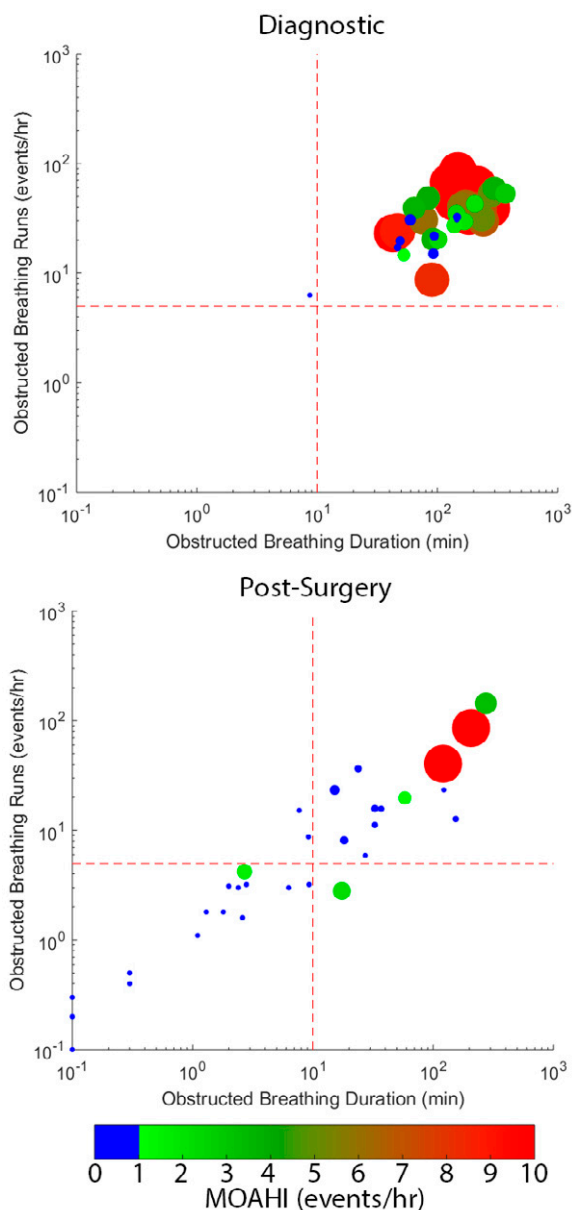 Diagnostic
Obstructed Breathing Runs (events/hr)
10^3
10^2
10^1
10^0
10^-1
10^-1 10^0 10^1 10^2 10^3
Obstructed Breathing Duration (min)
Post-Surgery
Obstructed Breathing Runs (events/hr)
10^3
10^2
10^1
10^0
10^-1
10^-1 10^0 10^1 10^2 10^3
Obstructed Breathing Duration (min)
0 1 2 3 4 5 6 7 8 9 10
MOAHI (events/hr)